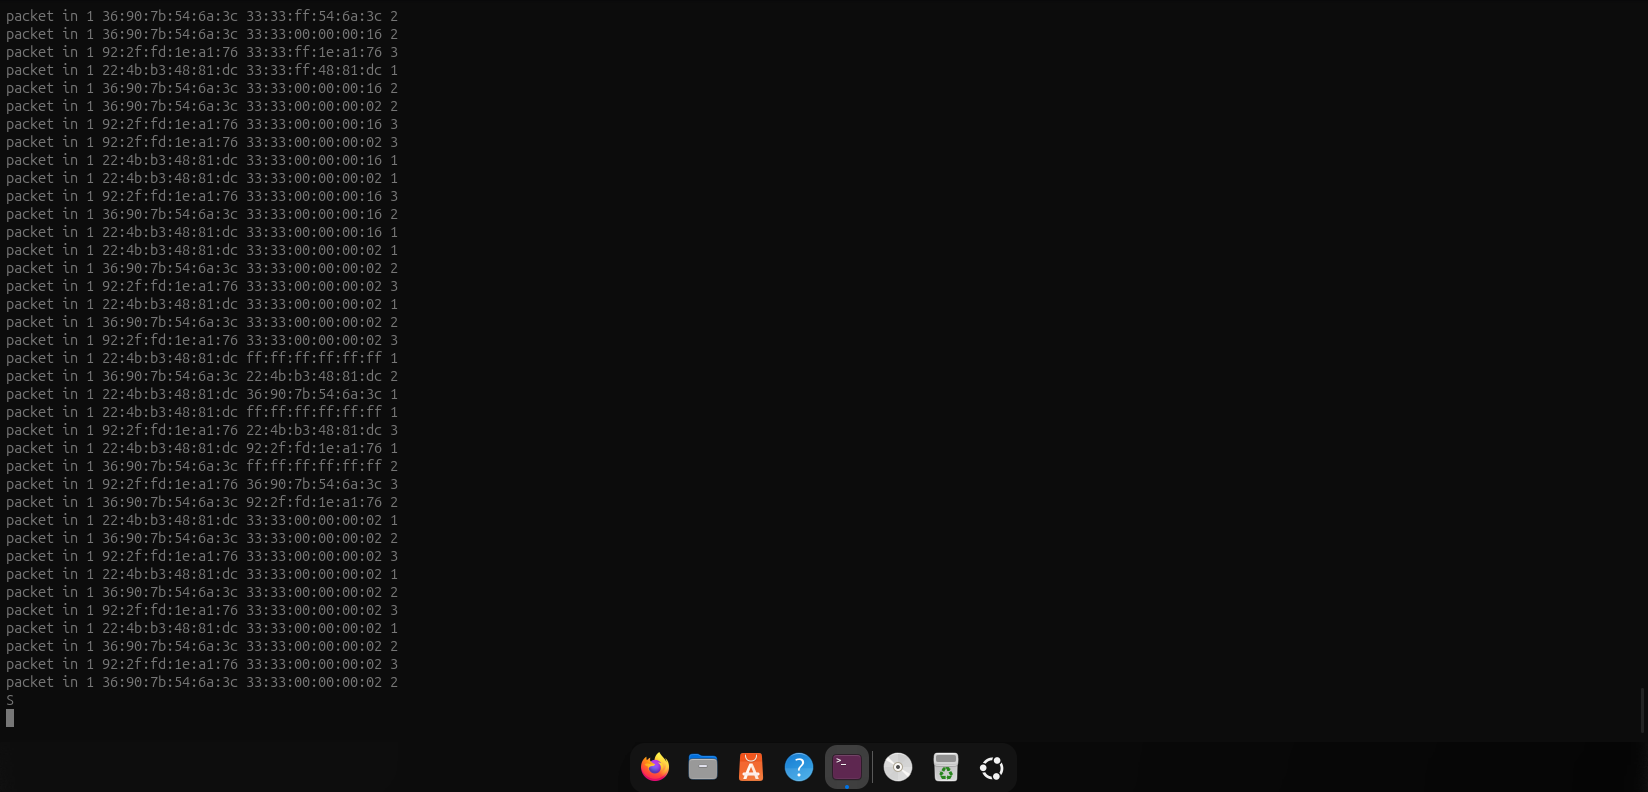 packet in 1 36:90:7b:54:6a:3c 33:33:ff:54:6a:3c 2
packet in 1 36:90:7b:54:6a:3c 33:33:00:00:00:16 2
packet in 1 92:2f:fd:1e:a1:76 33:33:ff:1e:a1:76 3
packet in 1 22:4b:b3:48:81:dc 33:33:ff:48:81:dc 1
packet in 1 36:90:7b:54:6a:3c 33:33:00:00:00:16 2
packet in 1 36:90:7b:54:6a:3c 33:33:00:00:00:02 2
packet in 1 92:2f:fd:1e:a1:76 33:33:00:00:00:16 3
packet in 1 92:2f:fd:1e:a1:76 33:33:00:00:00:02 3
packet in 1 22:4b:b3:48:81:dc 33:33:00:00:00:16 1
packet in 1 22:4b:b3:48:81:dc 33:33:00:00:00:02 1
packet in 1 92:2f:fd:1e:a1:76 33:33:00:00:00:16 3
packet in 1 36:90:7b:54:6a:3c 33:33:00:00:00:16 2
packet in 1 22:4b:b3:48:81:dc 33:33:00:00:00:16 1
packet in 1 22:4b:b3:48:81:dc 33:33:00:00:00:02 1
packet in 1 36:90:7b:54:6a:3c 33:33:00:00:00:02 2
packet in 1 92:2f:fd:1e:a1:76 33:33:00:00:00:02 3
packet in 1 22:4b:b3:48:81:dc 33:33:00:00:00:02 1
packet in 1 36:90:7b:54:6a:3c 33:33:00:00:00:02 2
packet in 1 92:2f:fd:1e:a1:76 33:33:00:00:00:02 3
packet in 1 22:4b:b3:48:81:dc ff:ff:ff:ff:ff:ff 1
packet in 1 36:90:7b:54:6a:3c 22:4b:b3:48:81:dc 2
packet in 1 22:4b:b3:48:81:dc 36:90:7b:54:6a:3c 1
packet in 1 22:4b:b3:48:81:dc ff:ff:ff:ff:ff:ff 1
packet in 1 92:2f:fd:1e:a1:76 22:4b:b3:48:81:dc 3
packet in 1 22:4b:b3:48:81:dc 92:2f:fd:1e:a1:76 1
packet in 1 36:90:7b:54:6a:3c ff:ff:ff:ff:ff:ff 2
packet in 1 92:2f:fd:1e:a1:76 36:90:7b:54:6a:3c 3
packet in 1 36:90:7b:54:6a:3c 92:2f:fd:1e:a1:76 2
packet in 1 22:4b:b3:48:81:dc 33:33:00:00:00:02 1
packet in 1 36:90:7b:54:6a:3c 33:33:00:00:00:02 2
packet in 1 92:2f:fd:1e:a1:76 33:33:00:00:00:02 3
packet in 1 22:4b:b3:48:81:dc 33:33:00:00:00:02 1
packet in 1 36:90:7b:54:6a:3c 33:33:00:00:00:02 2
packet in 1 92:2f:fd:1e:a1:76 33:33:00:00:00:02 3
packet in 1 22:4b:b3:48:81:dc 33:33:00:00:00:02 1
packet in 1 36:90:7b:54:6a:3c 33:33:00:00:00:02 2
packet in 1 92:2f:fd:1e:a1:76 33:33:00:00:00:02 3
packet in 1 36:90:7b:54:6a:3c 33:33:00:00:00:02 2
S